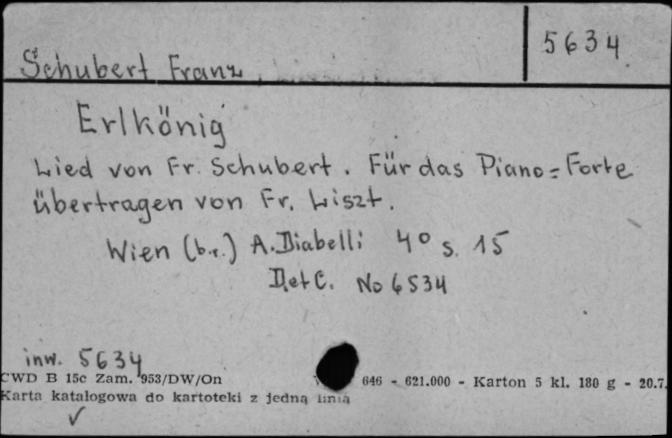 5634
Schubert Franz
Erlkönig
Lied von Fr. Schubert. Für das Piano=Forte
übertragen von Fr. Liszt.
Wien (b.r.) A. Diabelli 4° s. 15
D. et C. No 6534
inw. 5634
CWD B 15c Zam. 953/DW/On 646 - 621.000 - Karton 5 kl. 180 g - 20.7.
Karta katalogowa do kartoteki z jedną linią